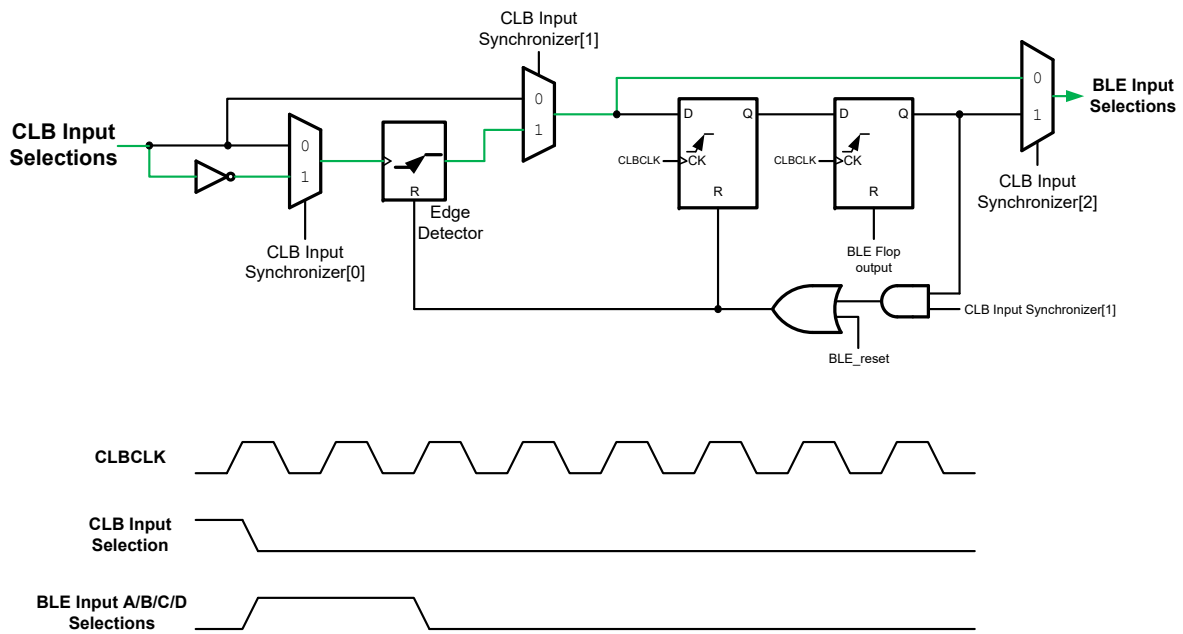 CLB Input
Synchronizer[1]
CLB Input
Selections
0
1
R
Edge
Detector
CLB Input
Synchronizer[0]
0
1
D
Q
CLBCLK
CK
R
D
Q
CLBCLK
CK
R
BLE Flop
output
0
1
BLE Input
Selections
CLB Input
Synchronizer[2]
CLB Input Synchronizer[1]
BLE_reset
CLBCLK
CLB Input
Selection
BLE Input A/B/C/D
Selections